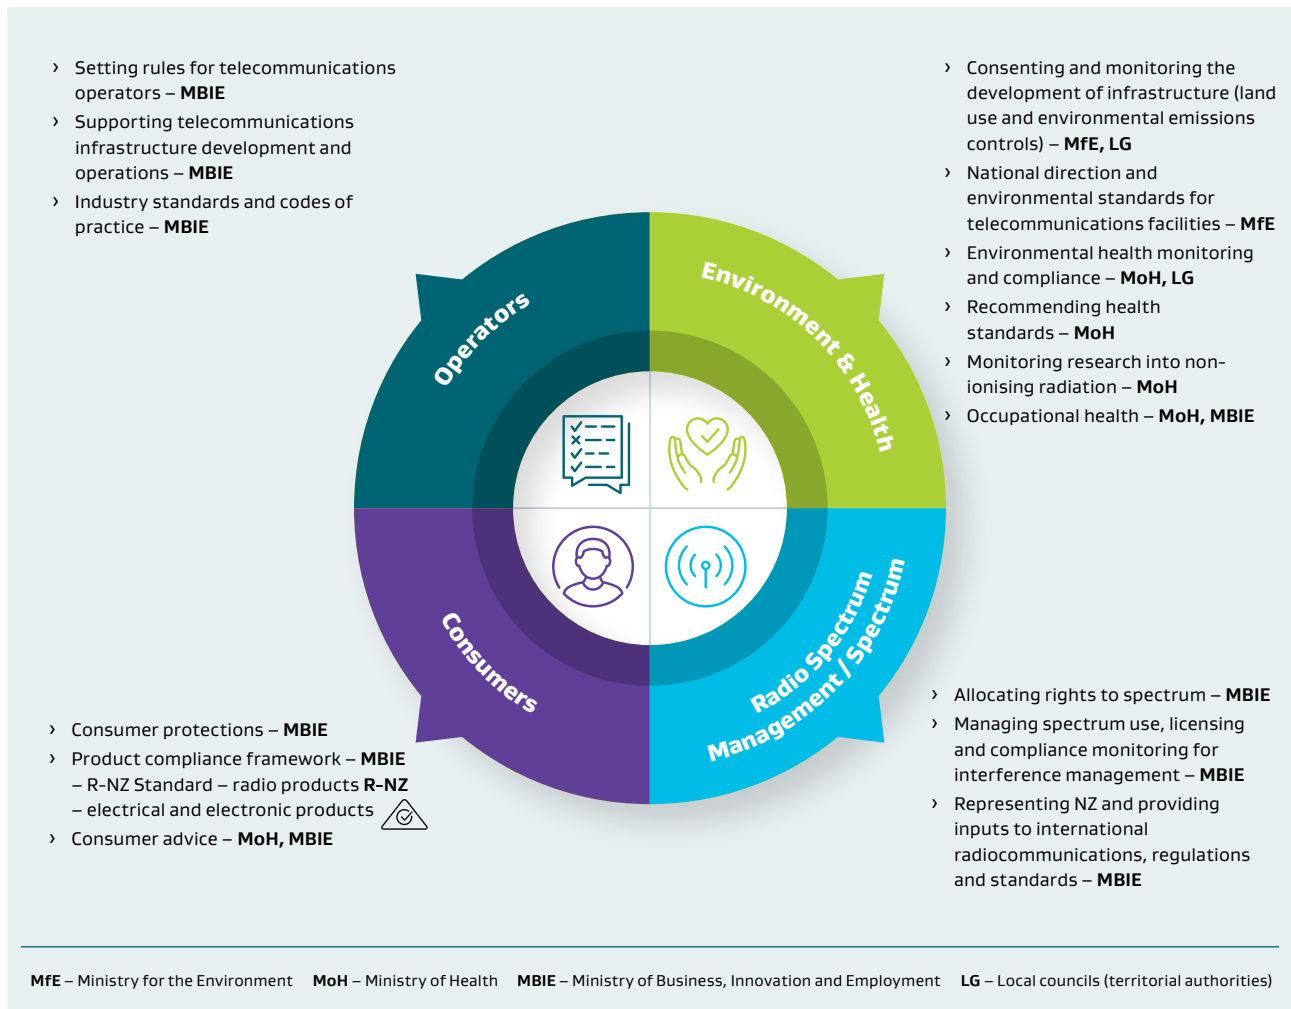 › Setting rules for telecommunications
operators – MBIE
› Supporting telecommunications
infrastructure development and
operations – MBIE
› Industry standards and codes of
practice – MBIE
› Consenting and monitoring the
development of infrastructure (land
use and environmental emissions
controls) – MfE, LG
› National direction and
environmental standards for
telecommunications facilities – MfE
› Environmental health monitoring
and compliance – MoH, LG
› Recommending health
standards – MoH
› Monitoring research into non-
ionising radiation – MoH
› Occupational health – MoH, MBIE
Operators
Environment & Health
Consumers
Radio Spectrum
Management / Spectrum
› Consumer protections – MBIE
› Product compliance framework – MBIE
– R-NZ Standard – radio products R-NZ
– electrical and electronic products
› Consumer advice – MoH, MBIE
› Allocating rights to spectrum – MBIE
› Managing spectrum use, licensing
and compliance monitoring for
interference management – MBIE
› Representing NZ and providing
inputs to international
radiocommunications, regulations
and standards – MBIE
MfE – Ministry for the Environment MoH – Ministry of Health MBIE – Ministry of Business, Innovation and Employment LG – Local councils (territorial authorities)